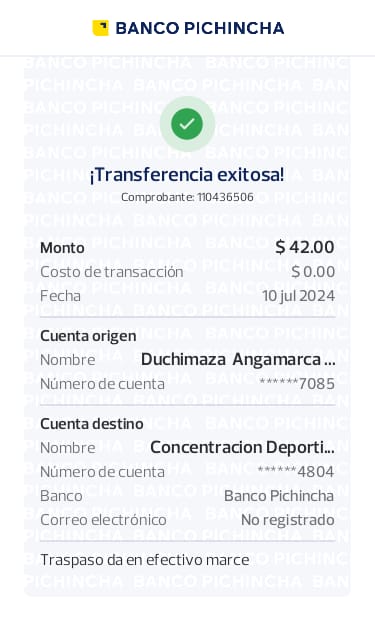 BANCO PICHINCHA
¡Transferencia exitosa!
Comprobante: 110436506
Monto $ 42.00
Costo de transacción $ 0.00
Fecha 10 jul 2024
Cuenta origen
Nombre Duchimaza Angamarca ...
Número de cuenta ******7085
Cuenta destino
Nombre Concentracion Deporti...
Número de cuenta ******4804
Banco Banco Pichincha
Correo electrónico No registrado
Traspaso da en efectivo marce